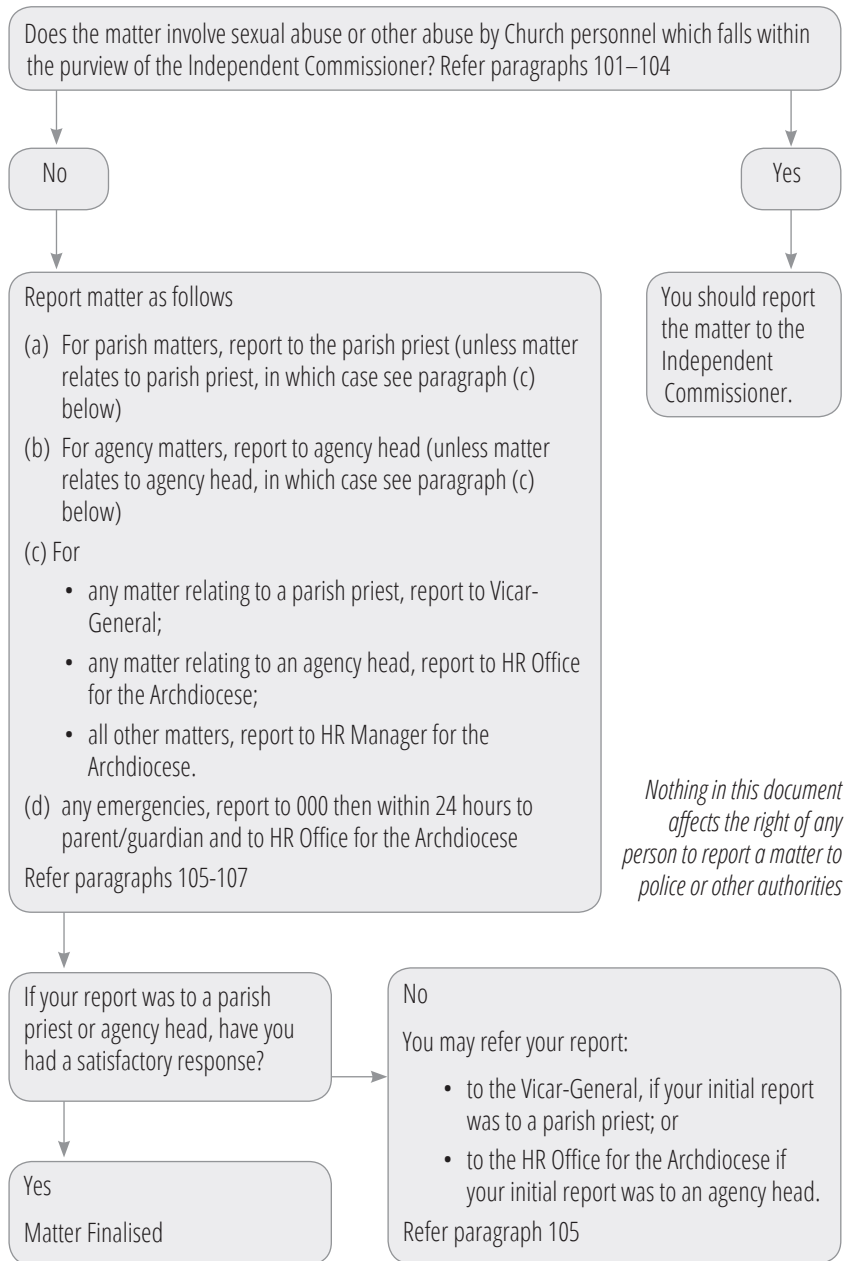 Does the matter involve sexual abuse or other abuse by Church personnel which falls within
the purview of the Independent Commissioner? Refer paragraphs 101–104
No
Yes
Report matter as follows
(a) For parish matters, report to the parish priest (unless matter
relates to parish priest, in which case see paragraph (c)
below)
(b) For agency matters, report to agency head (unless matter
relates to agency head, in which case see paragraph (c)
below)
(c) For
• any matter relating to a parish priest, report to Vicar-
General;
• any matter relating to an agency head, report to HR Office
for the Archdiocese;
• all other matters, report to HR Manager for the
Archdiocese.
(d) any emergencies, report to 000 then within 24 hours to
parent/guardian and to HR Office for the Archdiocese
Refer paragraphs 105-107
You should report
the matter to the
Independent
Commissioner.
Nothing in this document
affects the right of any
person to report a matter to
police or other authorities
If your report was to a parish
priest or agency head, have you
had a satisfactory response?
No
You may refer your report:
• to the Vicar-General, if your initial report
was to a parish priest; or
• to the HR Office for the Archdiocese if
your initial report was to an agency head.
Refer paragraph 105
Yes
Matter Finalised